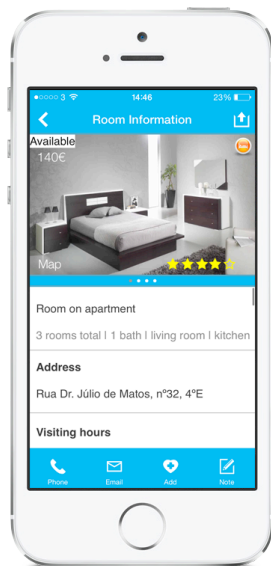 3 14:46 23%
Room Information
Available
140€
Map
Room on apartment
3 rooms total I 1 bath I living room I kitchen
Address
Rua Dr. Júlio de Matos, nº32, 4ºE
Visiting hours
Phone Email Add Note